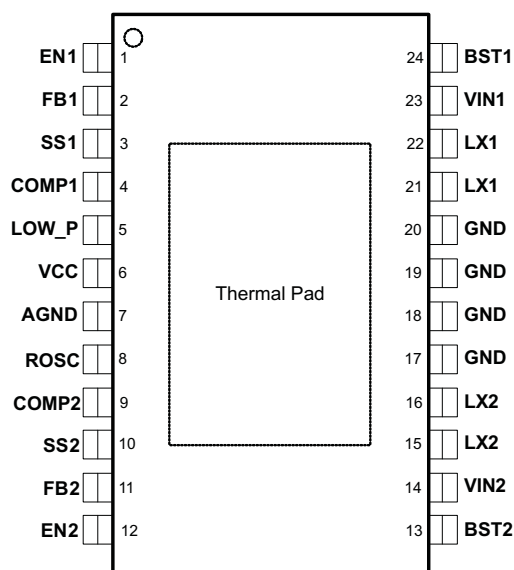 EN1 1 24 BST1
FB1 2 23 VIN1
SS1 3 22 LX1
COMP1 4 21 LX1
LOW_P 5 20 GND
VCC 6 19 GND
Thermal Pad
AGND 7 18 GND
ROSC 8 17 GND
COMP2 9 16 LX2
SS2 10 15 LX2
FB2 11 14 VIN2
EN2 12 13 BST2